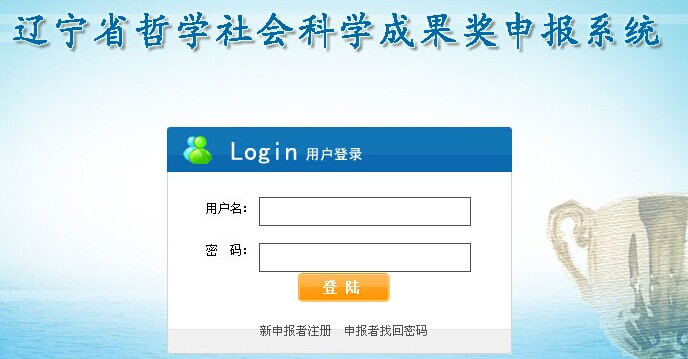 辽宁省哲学社会科学成果奖申报系统
Login 用户登录
用户名：
密　码：
登 陆
新申报者注册　申报者找回密码